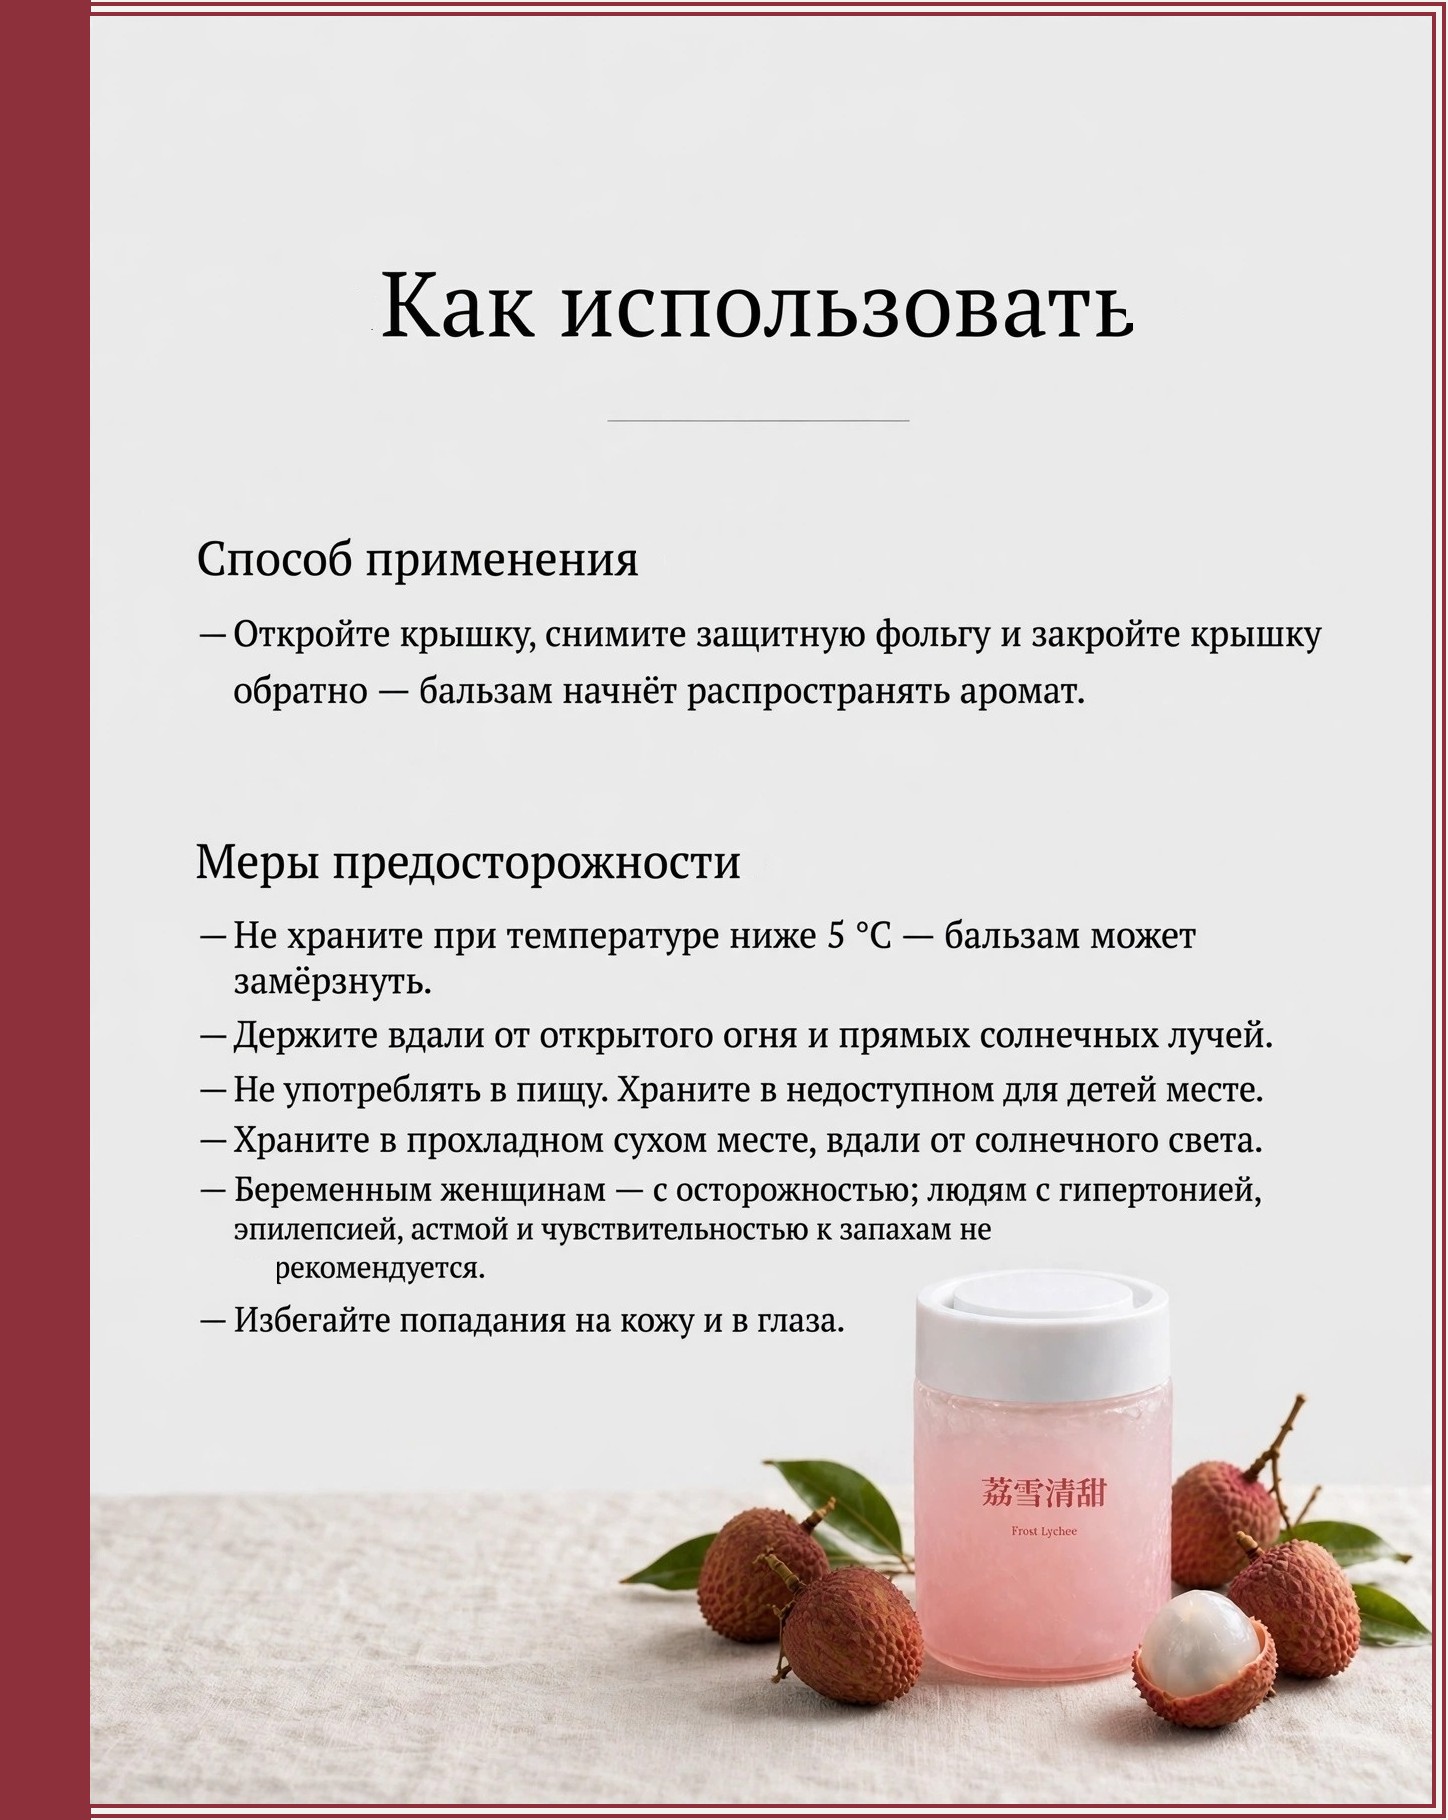 Как использовать
Способ применения
— Откройте крышку, снимите защитную фольгу и закройте крышку
обратно — бальзам начнёт распространять аромат.
Меры предосторожности
— Не храните при температуре ниже 5 °C — бальзам может
замёрзнуть.
— Держите вдали от открытого огня и прямых солнечных лучей.
— Не употреблять в пищу. Храните в недоступном для детей месте.
— Храните в прохладном сухом месте, вдали от солнечного света.
— Беременным женщинам — с осторожностью; людям с гипертонией,
эпилепсией, астмой и чувствительностью к запахам не
рекомендуется.
— Избегайте попадания на кожу и в глаза.
荔雪清甜
Frost Lychee